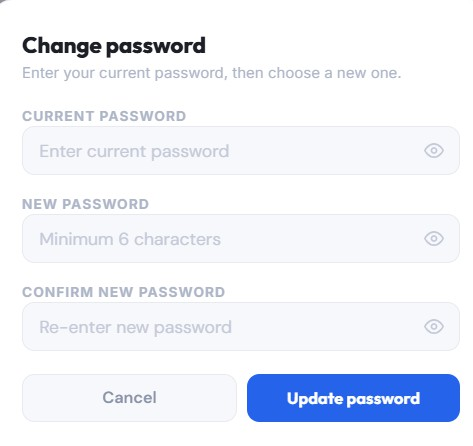 Change password
Enter your current password, then choose a new one.
CURRENT PASSWORD
Enter current password
NEW PASSWORD
Minimum 6 characters
CONFIRM NEW PASSWORD
Re-enter new password
Cancel
Update password